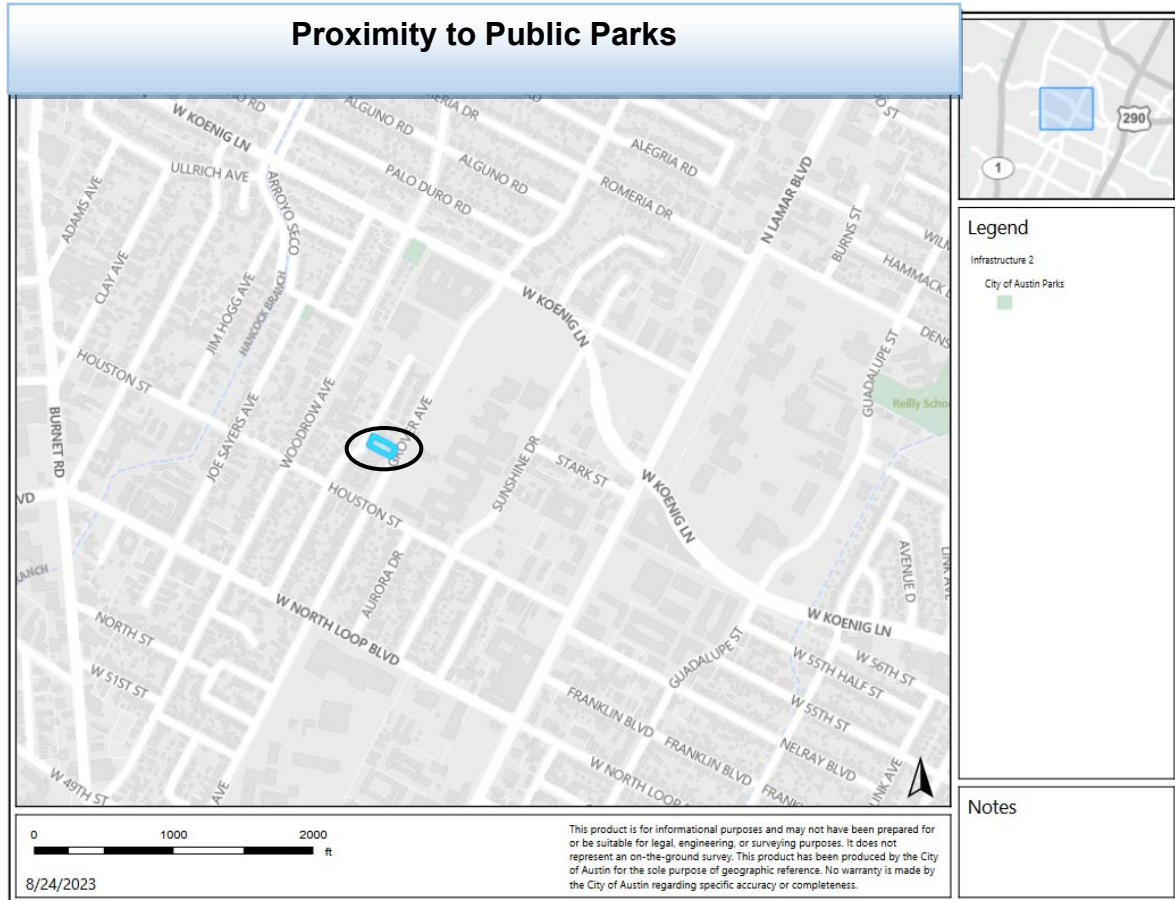 Proximity to Public Parks
290
1
Legend
Infrastructure 2
City of Austin Parks
Notes
W KOENIG LN
ALGUNO RD
ULLRICH AVE
ARROYO SECO
PALO DURO RD
ALGUNO RD
ALEGRIA RD
ROMERIA DR
N LAMAR BLVD
BURNS ST
HAMMACK
ADAMS AVE
CLAY AVE
JIM HOGG AVE
HANCOCK BRANCH
W KOENIG LN
GUADALUPE ST
HOUSTON ST
WOODROW AVE
GROVER AVE
JOE SAYERS AVE
BURNET RD
SUNSHINE DR
STARK ST
W KOENIG LN
HOUSTON ST
AURORA DR
AVENUE D
LINK AVE
W NORTH LOOP BLVD
NORTH ST
W 51ST ST
W KOENIG LN
GUADALUPE ST
W 56TH ST
W 55TH HALF ST
W 55TH ST
FRANKLIN BLVD
FRANKLIN BLVD
NELRAY BLVD
LINK AVE
W NORTH LOOP
W 49TH ST
AVE
0 1000 2000
ft
8/24/2023
This product is for informational purposes and may not have been prepared for
or be suitable for legal, engineering, or surveying purposes. It does not
represent an on-the-ground survey. This product has been produced by the City
of Austin for the sole purpose of geographic reference. No warranty is made by
the City of Austin regarding specific accuracy or completeness.